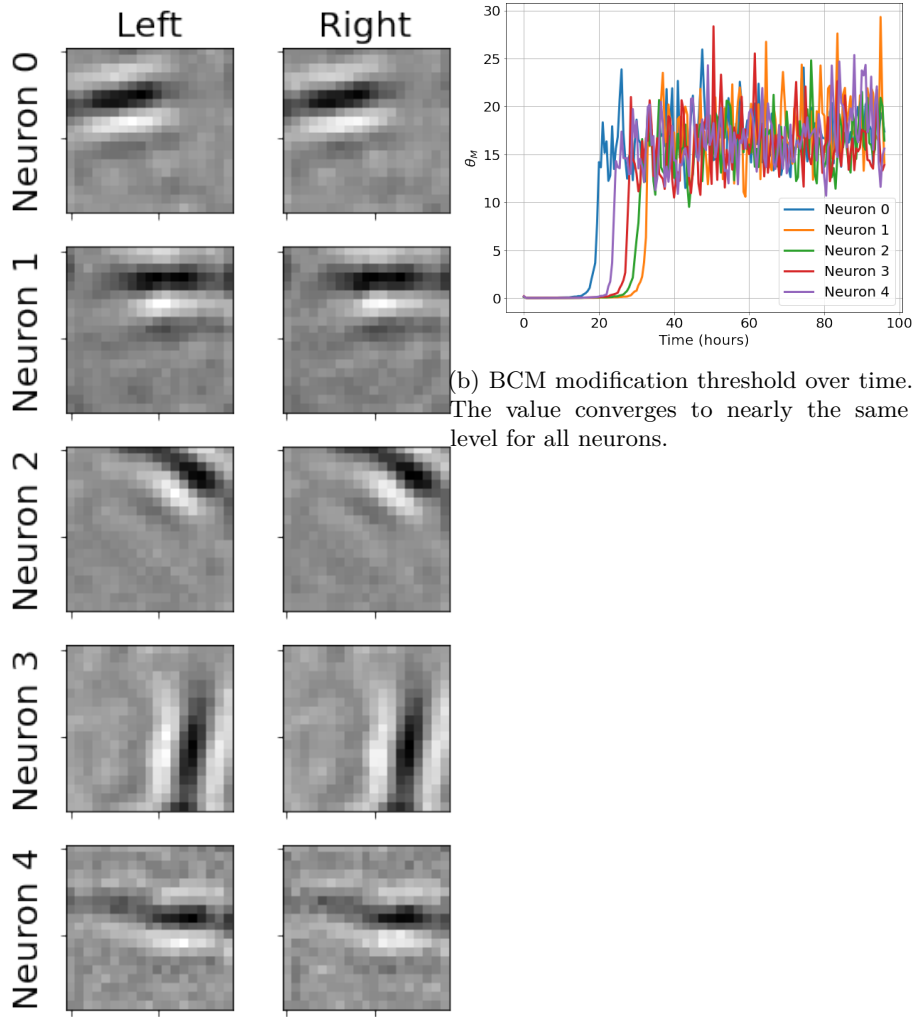 Left Right
Neuron 0
Neuron 1
Neuron 2
Neuron 3
Neuron 4
30
25
20
15
10
5
0
θM
0 20 40 60 80 100
Time (hours)
Neuron 0
Neuron 1
Neuron 2
Neuron 3
Neuron 4
(b) BCM modification threshold over time.
The value converges to nearly the same
level for all neurons.